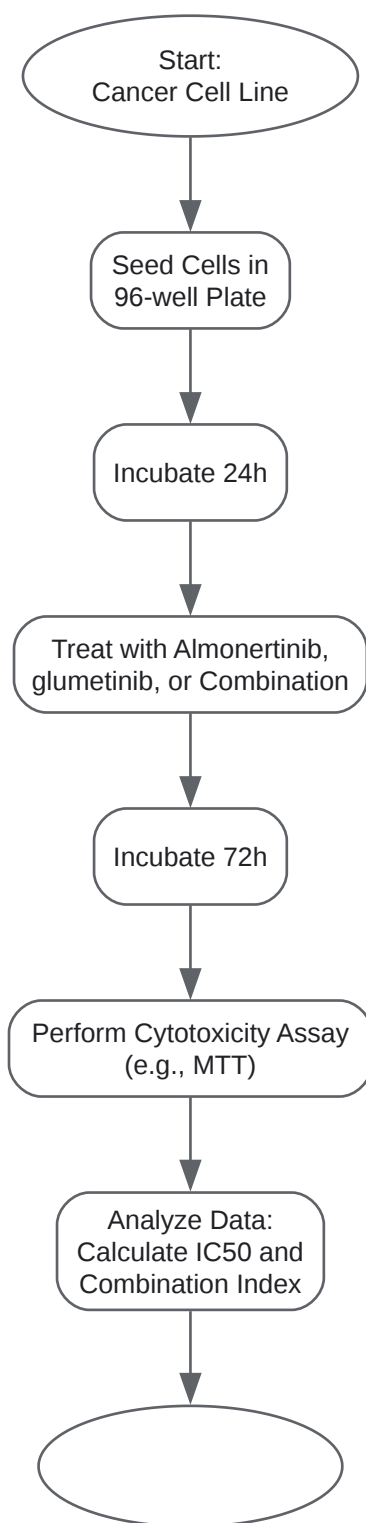 Start:
Cancer Cell Line
Seed Cells in
96-well Plate
Incubate 24h
Treat with Almonertinib,
glumetinib, or Combination
Incubate 72h
Perform Cytotoxicity Assay
(e.g., MTT)
Analyze Data:
Calculate IC50 and
Combination Index